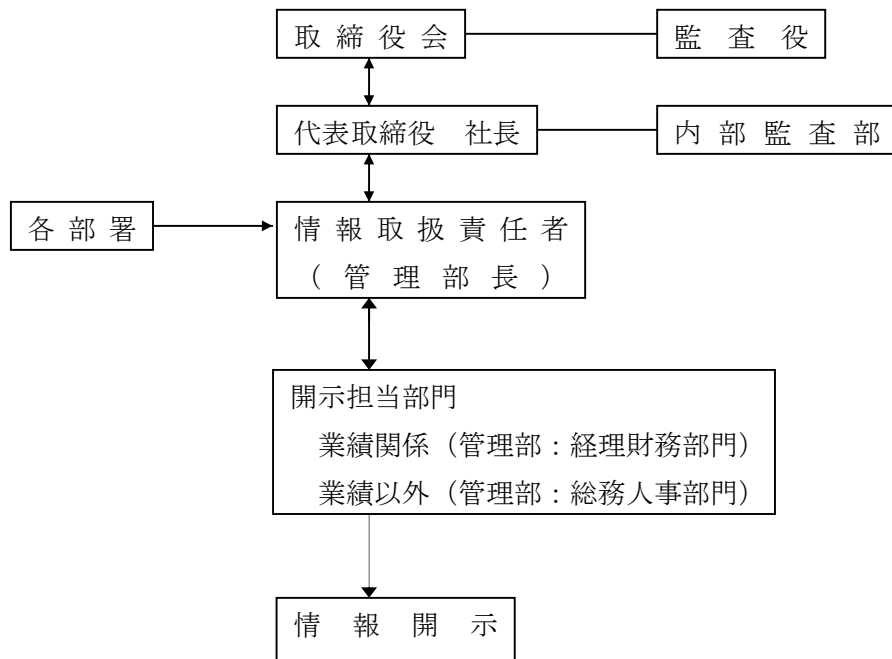 取締役会
監査役
代表取締役　社長
内部監査部
各部署
情報取扱責任者
（管理部長）
開示担当部門
業績関係（管理部：経理財務部門）
業績以外（管理部：総務人事部門）
情報開示